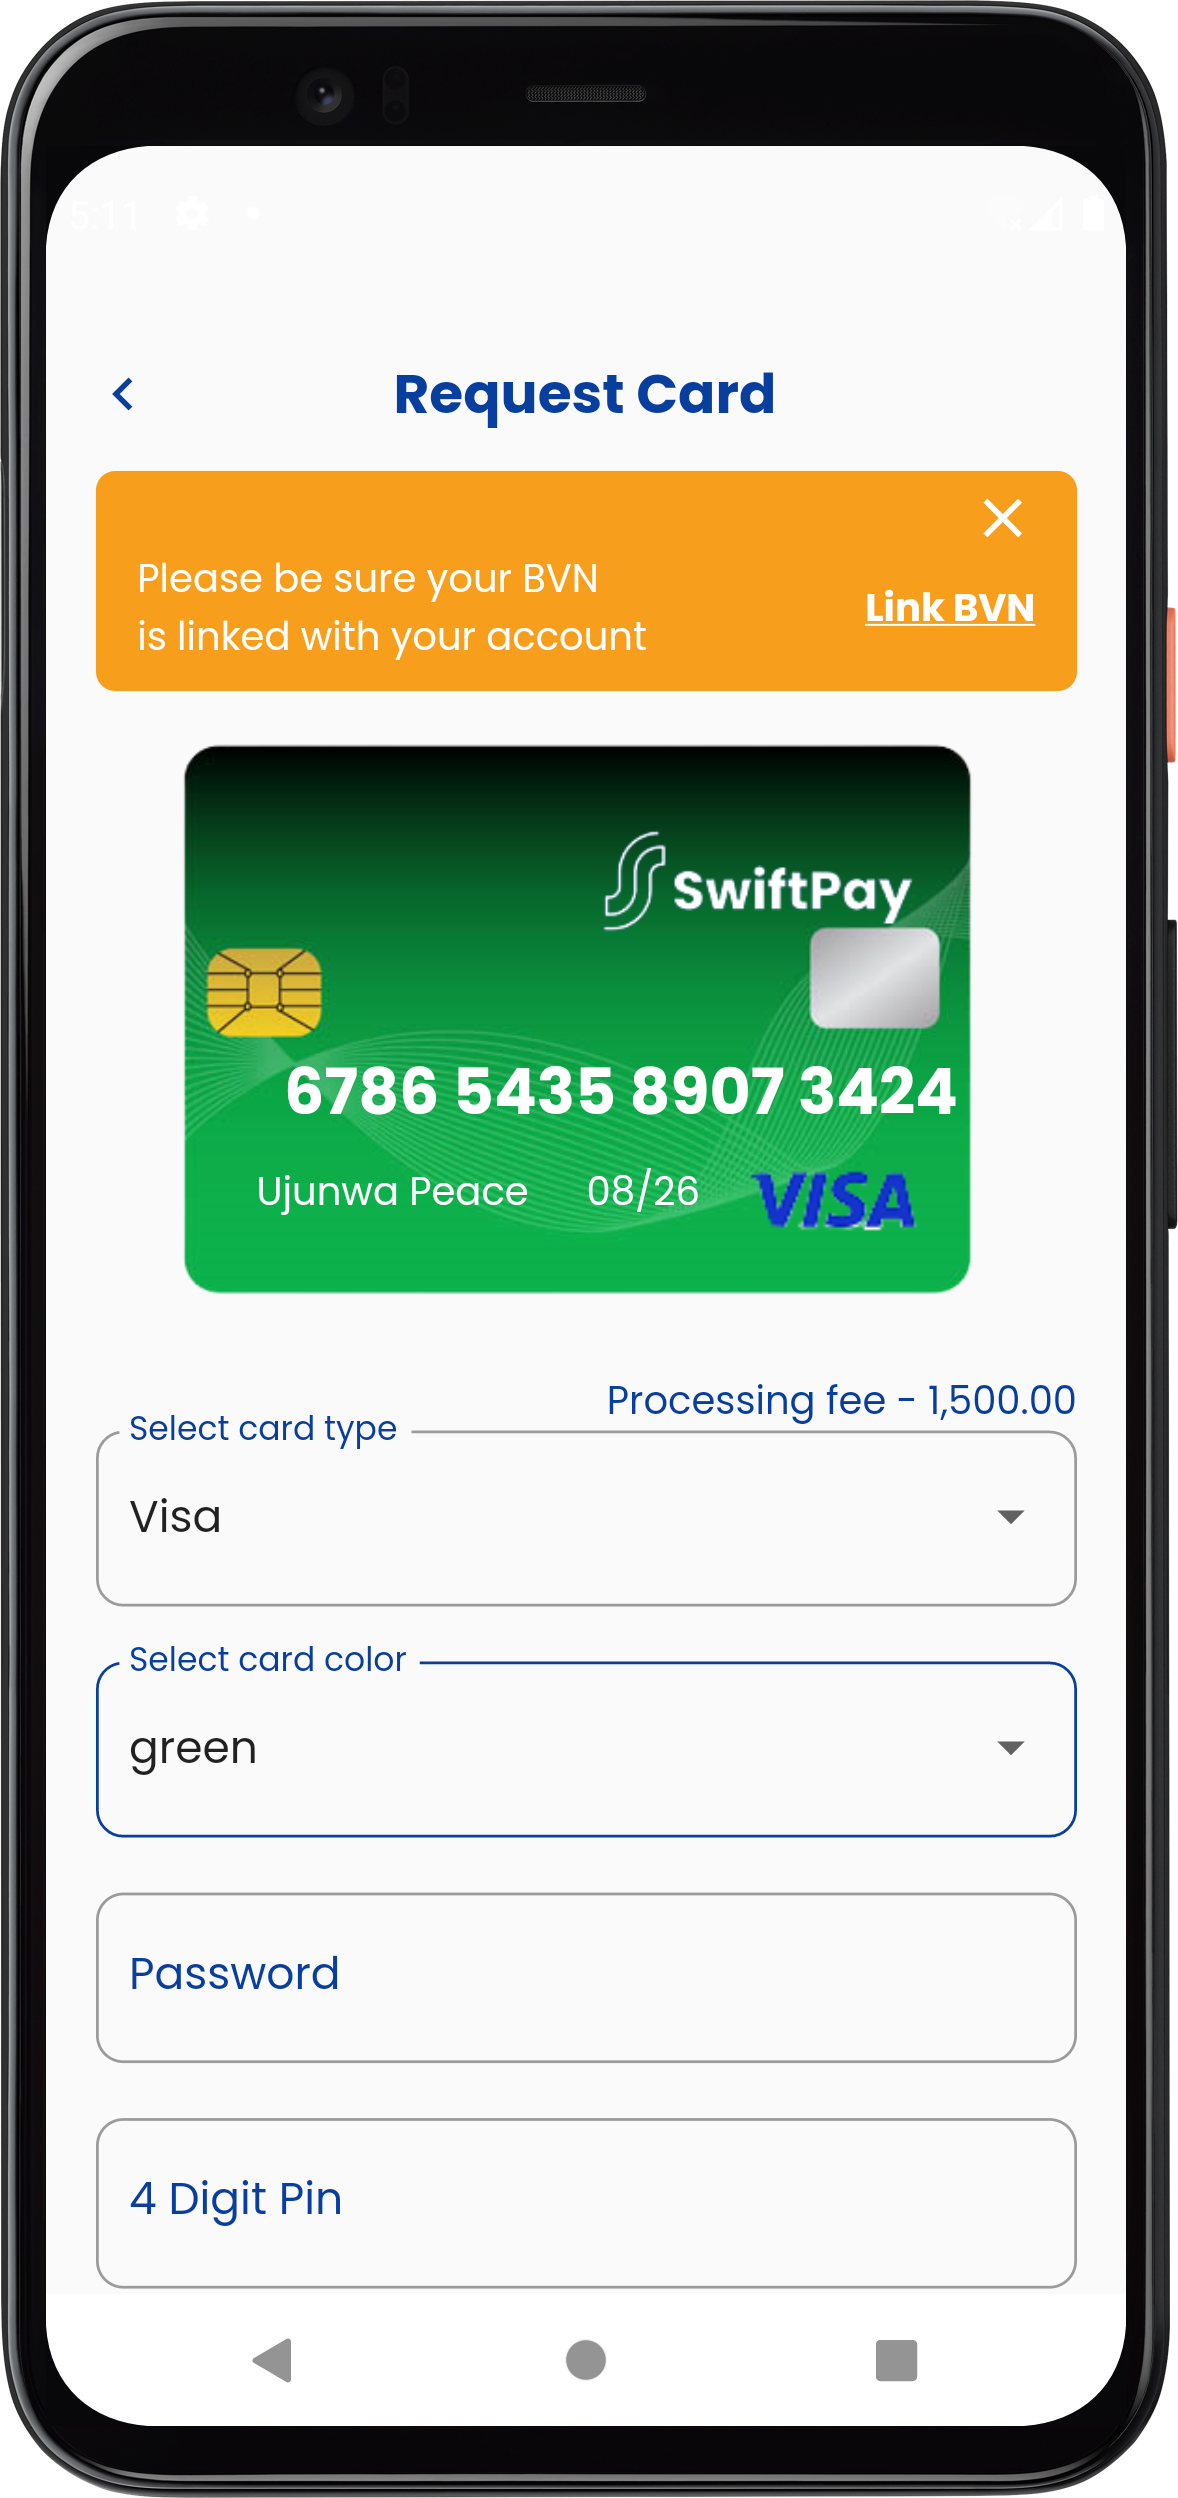 5:11
Request Card
Please be sure your BVN
is linked with your account
Link BVN
SwiftPay
6786 5435 8907 3424
Ujunwa Peace 08/26 VISA
Processing fee - 1,500.00
Select card type
Visa
Select card color
green
Password
4 Digit Pin